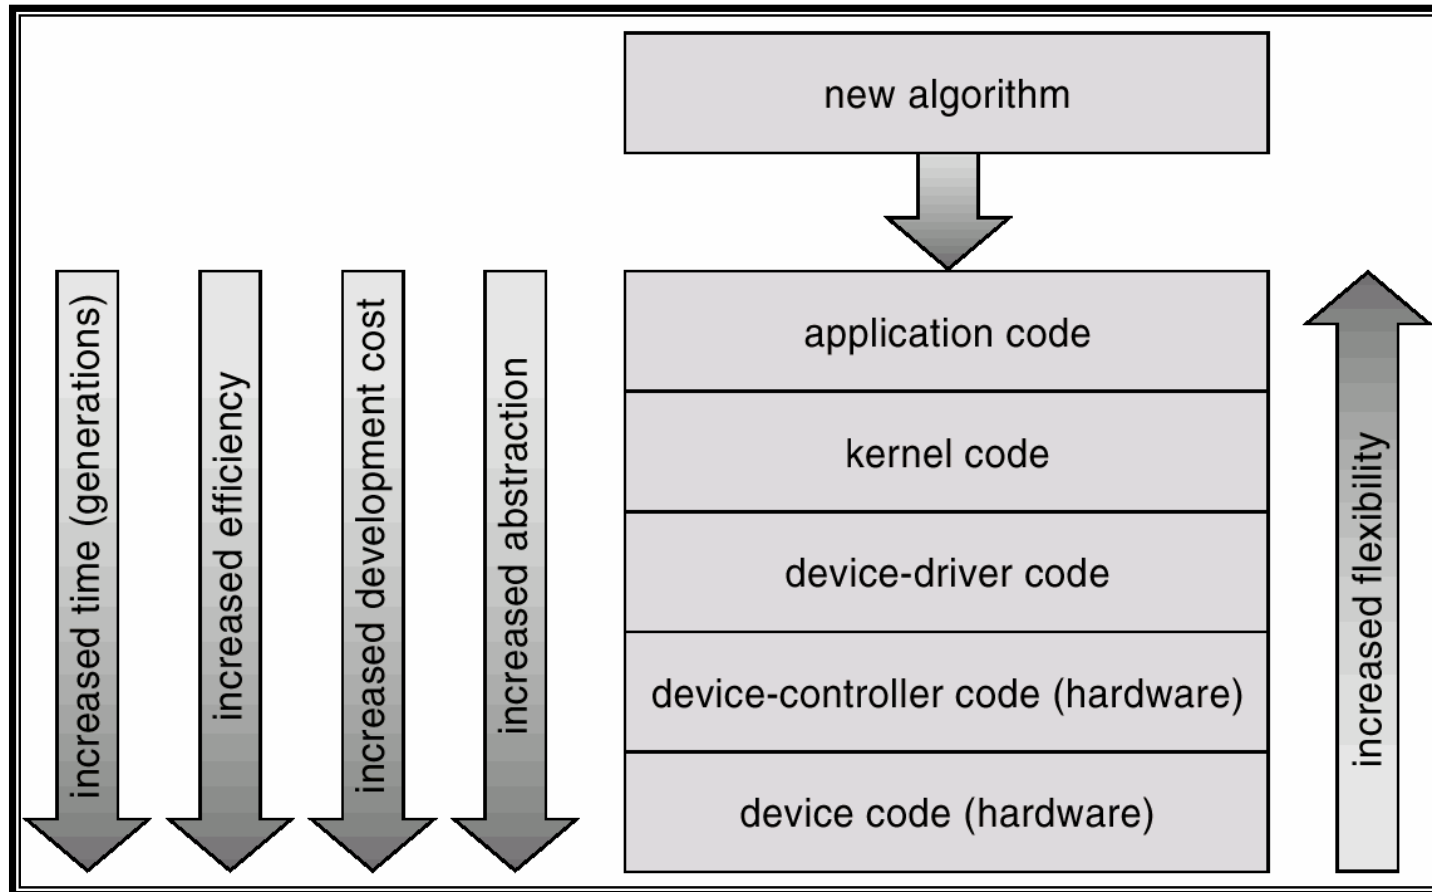 new algorithm
increased time (generations)
increased efficiency
increased development cost
increased abstraction
application code
kernel code
device-driver code
device-controller code (hardware)
device code (hardware)
increased flexibility